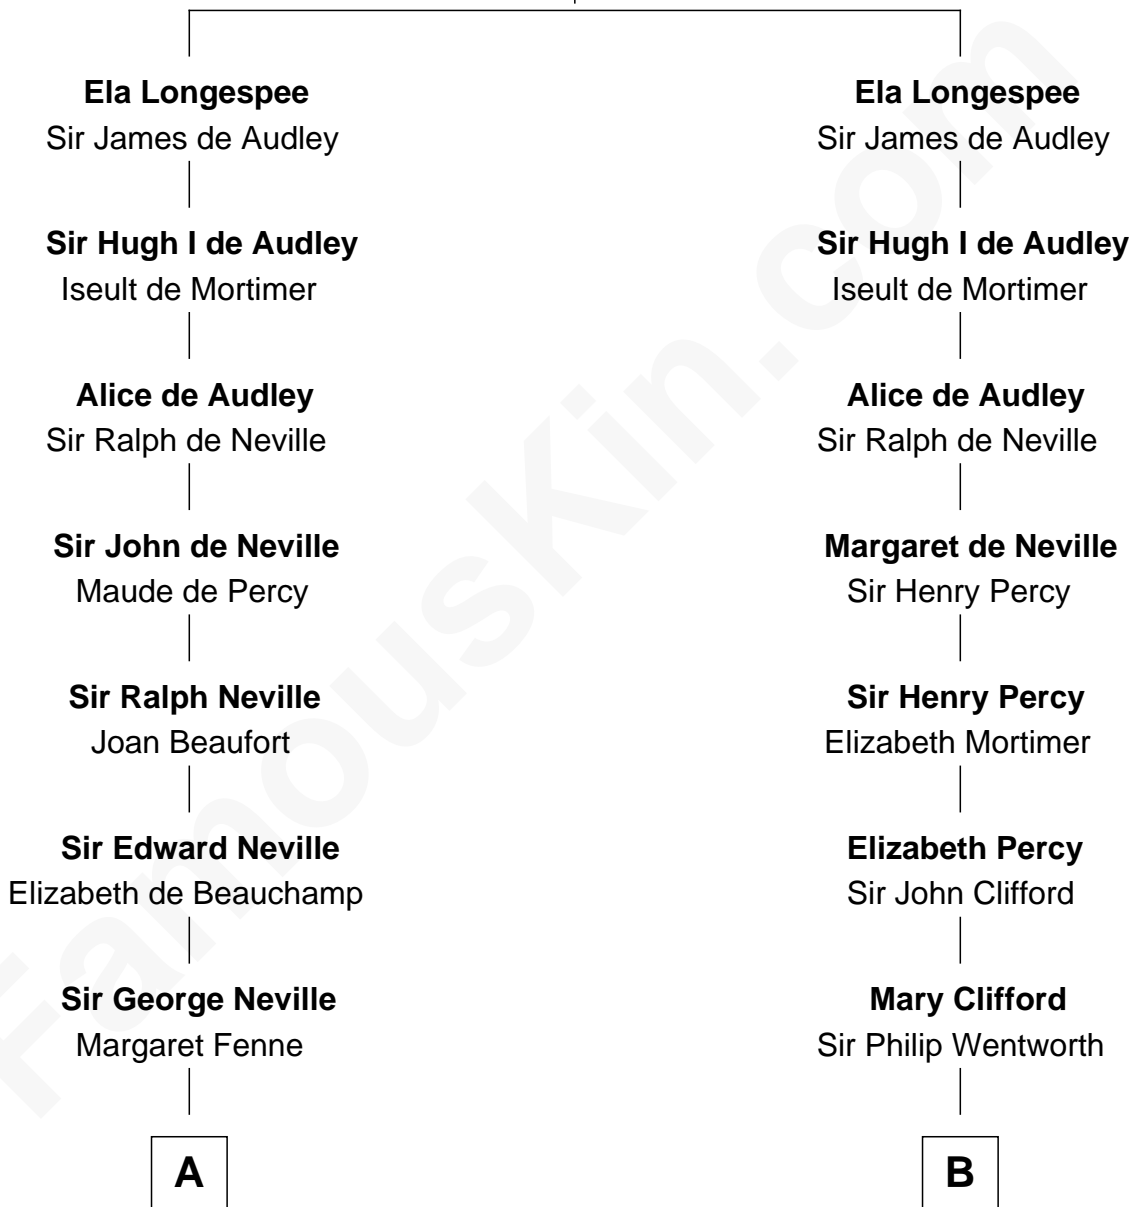 Ela Longespee
Sir James de Audley
Sir Hugh I de Audley
Iseult de Mortimer
Alice de Audley
Sir Ralph de Neville
Sir John de Neville
Maude de Percy
Sir Ralph Neville
Joan Beaufort
Sir Edward Neville
Elizabeth de Beauchamp
Sir George Neville
Margaret Fenne
A
Ela Longespee
Sir James de Audley
Sir Hugh I de Audley
Iseult de Mortimer
Alice de Audley
Sir Ralph de Neville
Margaret de Neville
Sir Henry Percy
Sir Henry Percy
Elizabeth Mortimer
Elizabeth Percy
Sir John Clifford
Mary Clifford
Sir Philip Wentworth
B
FamousKin.com